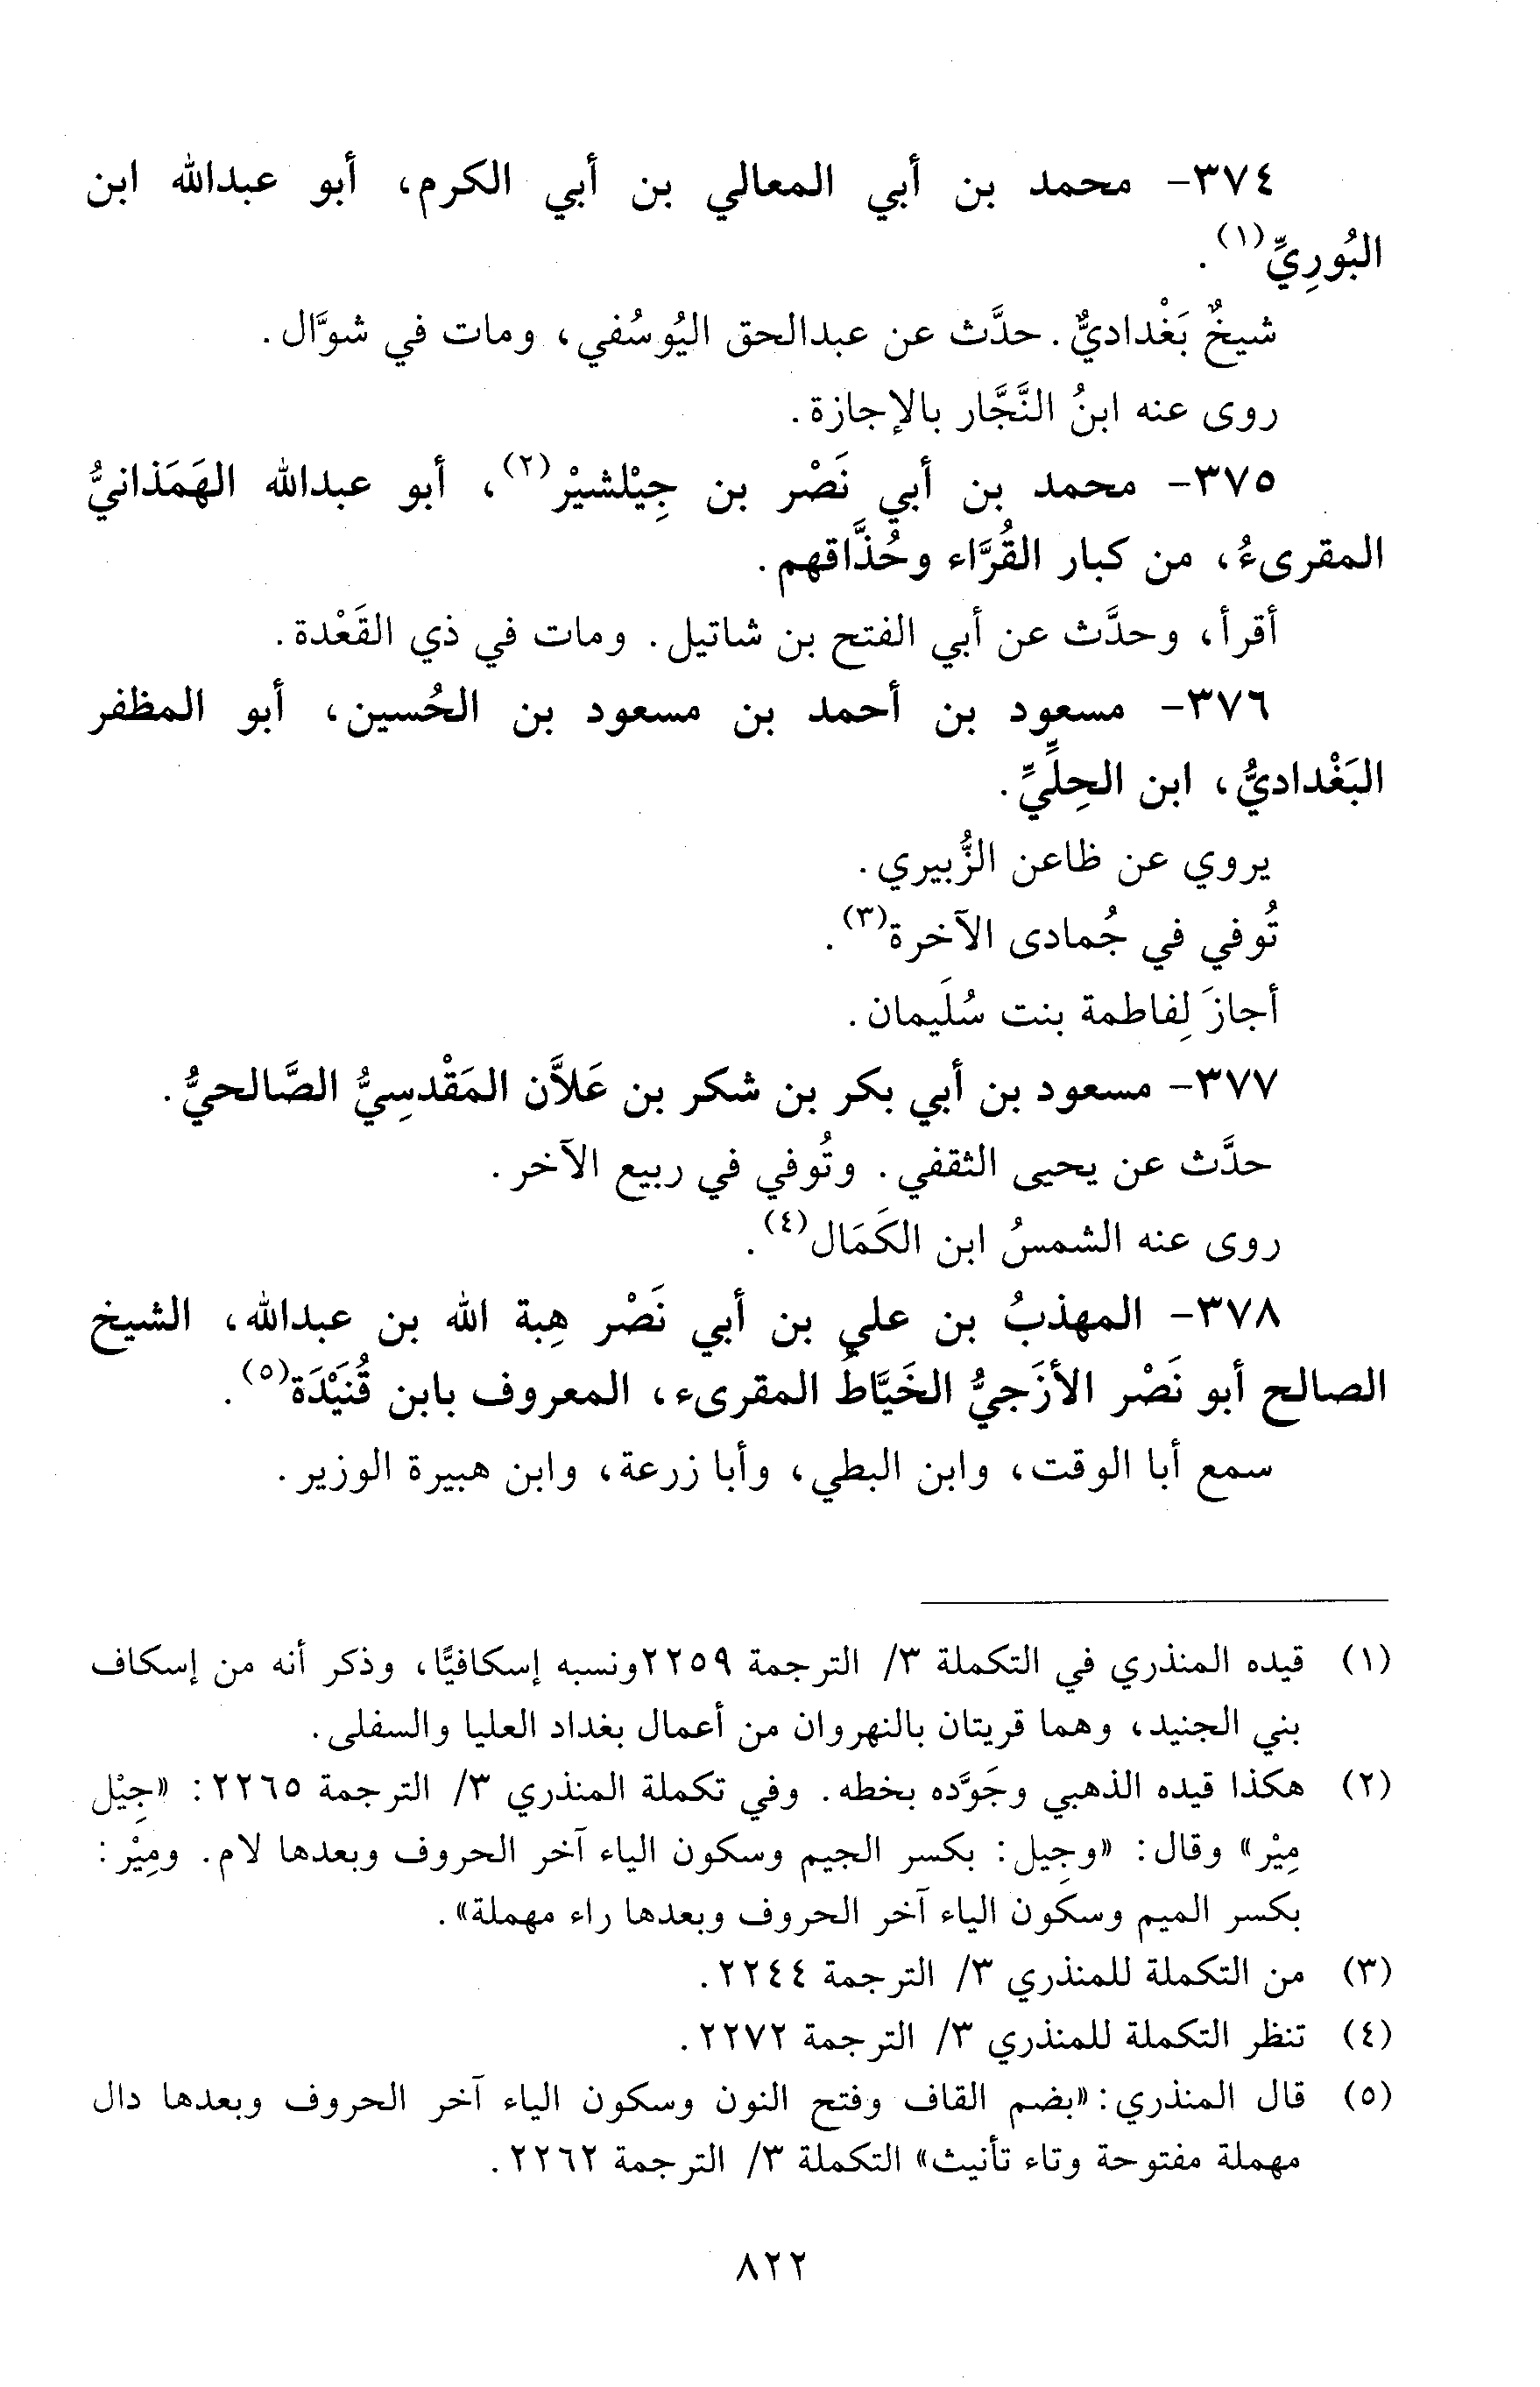 ٣٧٤- محمد بن أبي المعالي بن أبي الكرم، أبو عبدالله ابن
البُورِيِّ(١).
شيخٌ بَغْداديٌّ. حدَّث عن عبدالحق اليُوسُفي، ومات في شوَّال.
روى عنه ابنُ النَّجَّار بالإجازة.
٣٧٥- محمد بن أبي نَصْر بن جِيْلشيْر(٢)، أبو عبدالله الهَمَذانيُّ
المقرىءُ، من كبار القُرَّاء وحُذَّاقهم.
أقرأ، وحدَّث عن أبي الفتح بن شاتيل. ومات في ذي القَعْدة.
٣٧٦- مسعود بن أحمد بن مسعود بن الحُسين، أبو المظفر
البَغْداديُّ، ابن الحِلِّيِّ.
يروي عن ظاعن الزُّبيري.
تُوفي في جُمادى الآخرة(٣).
أجازَ لِفاطمة بنت سُلَيمان.
٣٧٧- مسعود بن أبي بكر بن شكر بن عَلاَّن المَقْدسِيُّ الصَّالحيُّ.
حدَّث عن يحيى الثقفي. وتُوفي في ربيع الآخر.
روى عنه الشمسُ ابن الكَمَال(٤).
٣٧٨- المهذبُ بن علي بن أبي نَصْر هِبة الله بن عبدالله، الشيخ
الصالح أبو نَصْر الأزَجيُّ الخَيَّاطُ المقرىء، المعروف بابن قُنَيْدَة(٥).
سمع أبا الوقت، وابن البطي، وأبا زرعة، وابن هبيرة الوزير.
(١) قيده المنذري في التكملة ٣/ الترجمة ٢٢٥٩ونسبه إسكافيًّا، وذكر أنه من إسكاف
بني الجنيد، وهما قريتان بالنهروان من أعمال بغداد العليا والسفلى.
(٢) هكذا قيده الذهبي وجَوَّده بخطه. وفي تكملة المنذري ٣/ الترجمة ٢٢٦٥: «جِيْل
مِيْر» وقال: «وجِيل: بكسر الجيم وسكون الياء آخر الحروف وبعدها لام. ومِيْر:
بكسر الميم وسكون الياء آخر الحروف وبعدها راء مهملة».
(٣) من التكملة للمنذري ٣/ الترجمة ٢٢٤٤.
(٤) تنظر التكملة للمنذري ٣/ الترجمة ٢٢٧٢.
(٥) قال المنذري: «بضم القاف وفتح النون وسكون الياء آخر الحروف وبعدها دال
مهملة مفتوحة وتاء تأنيث» التكملة ٣/ الترجمة ٢٢٦٢.
٨٢٢